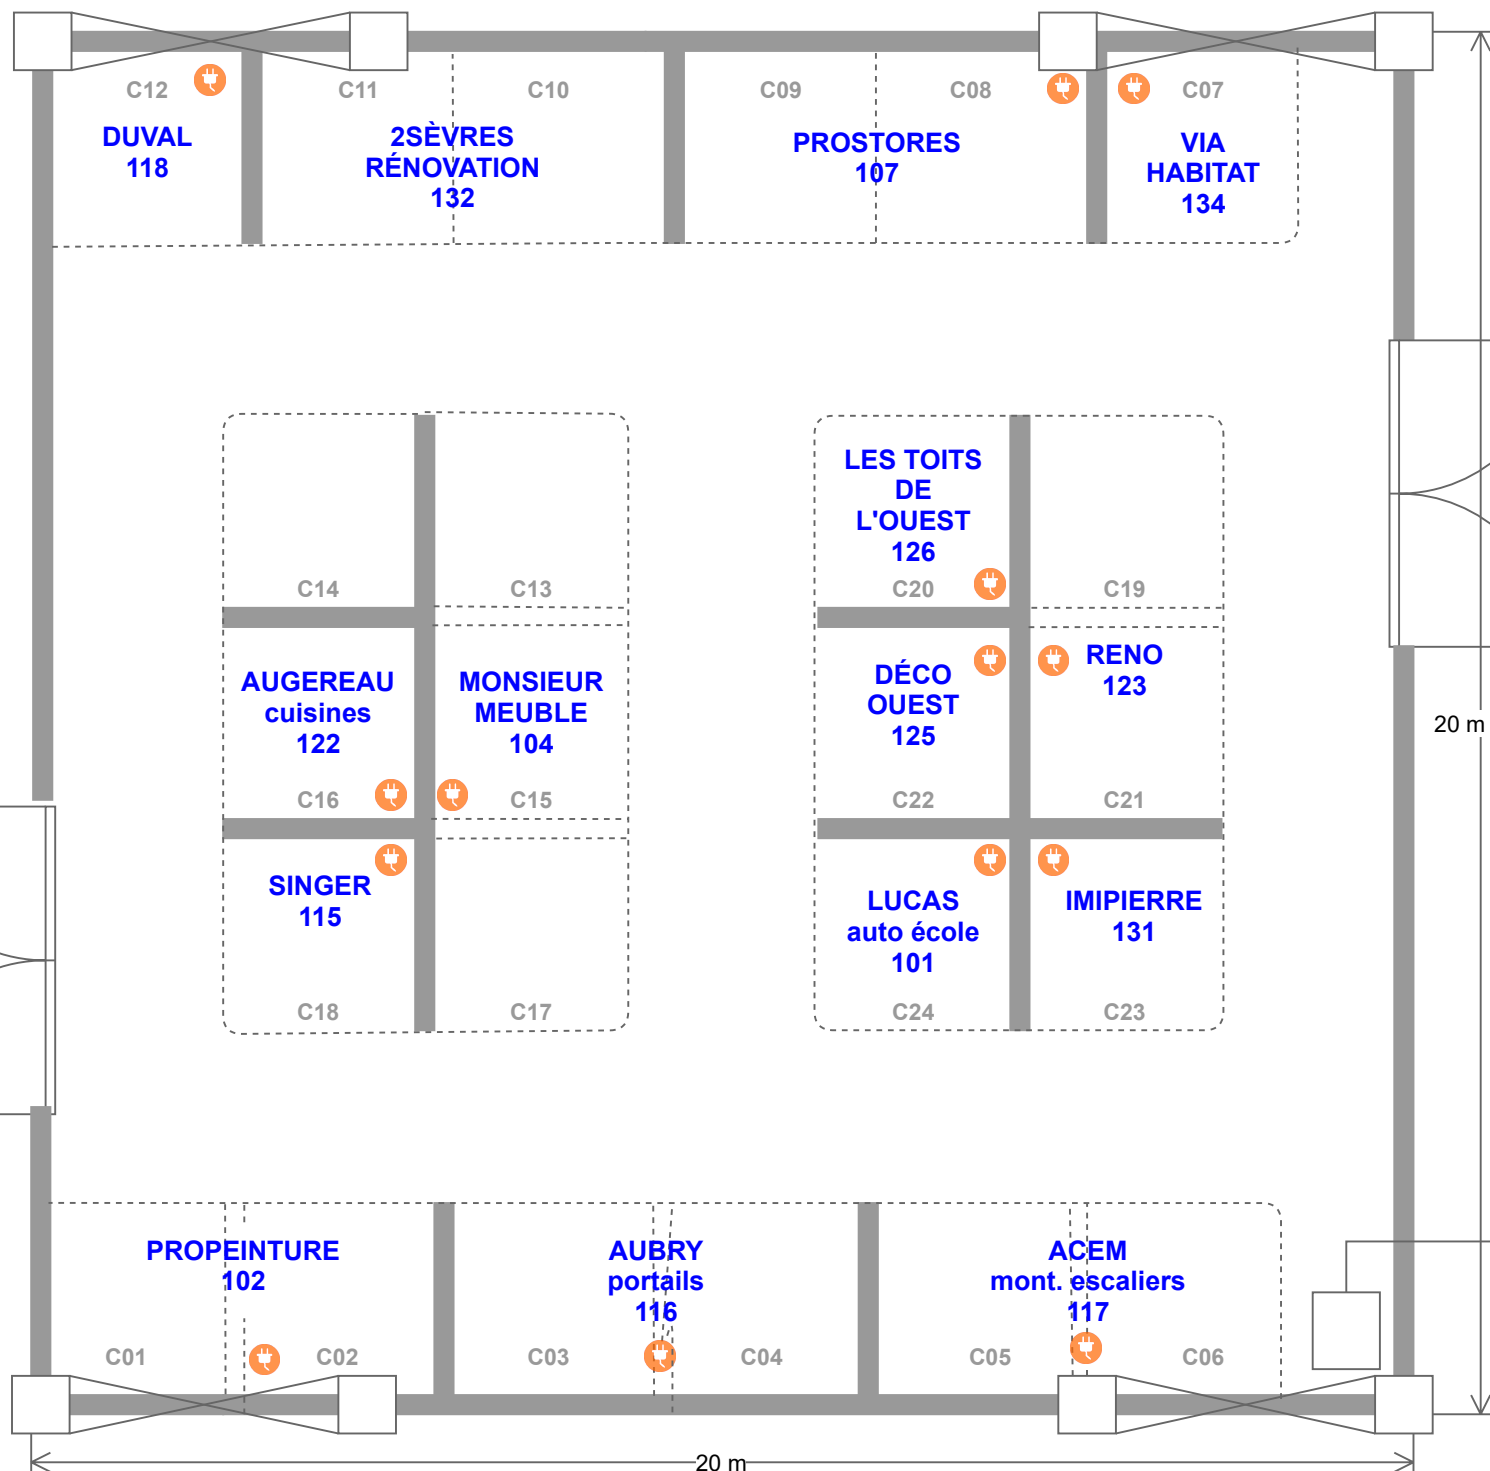 C12
C11
C10
C09
C08
C07
DUVAL
118
2SÈVRES
RÉNOVATION
132
PROSTORES
107
VIA
HABITAT
134
LES TOITS
DE
L'OUEST
126
C14
C13
C20
C19
AUGEREAU
cuisines
122
MONSIEUR
MEUBLE
104
DÉCO
OUEST
125
RENO
123
20 m
C16
C15
C22
C21
SINGER
115
LUCAS
auto école
101
IMIPIERRE
131
C18
C17
C24
C23
PROPEINTURE
102
AUBRY
portails
116
ACEM
mont. escaliers
117
C01
C02
C03
C04
C05
C06
20 m